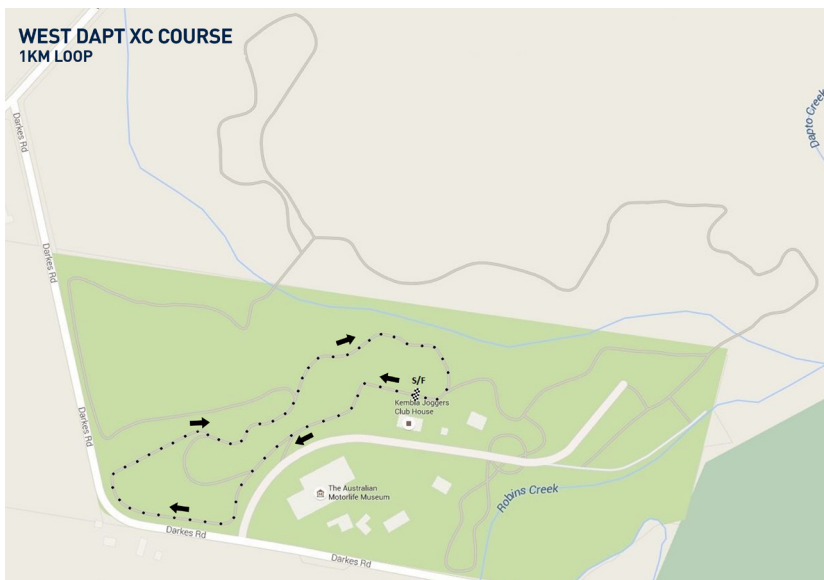 WEST DAPT XC COURSE
1KM LOOP
Darkes Rd
Dapto Creek
Darkes Rd
S/F
Kembla Joggers
Club House
Darkes Rd
The Australian
Motorlife Museum
Robins Creek
Darkes Rd
Darkes Rd